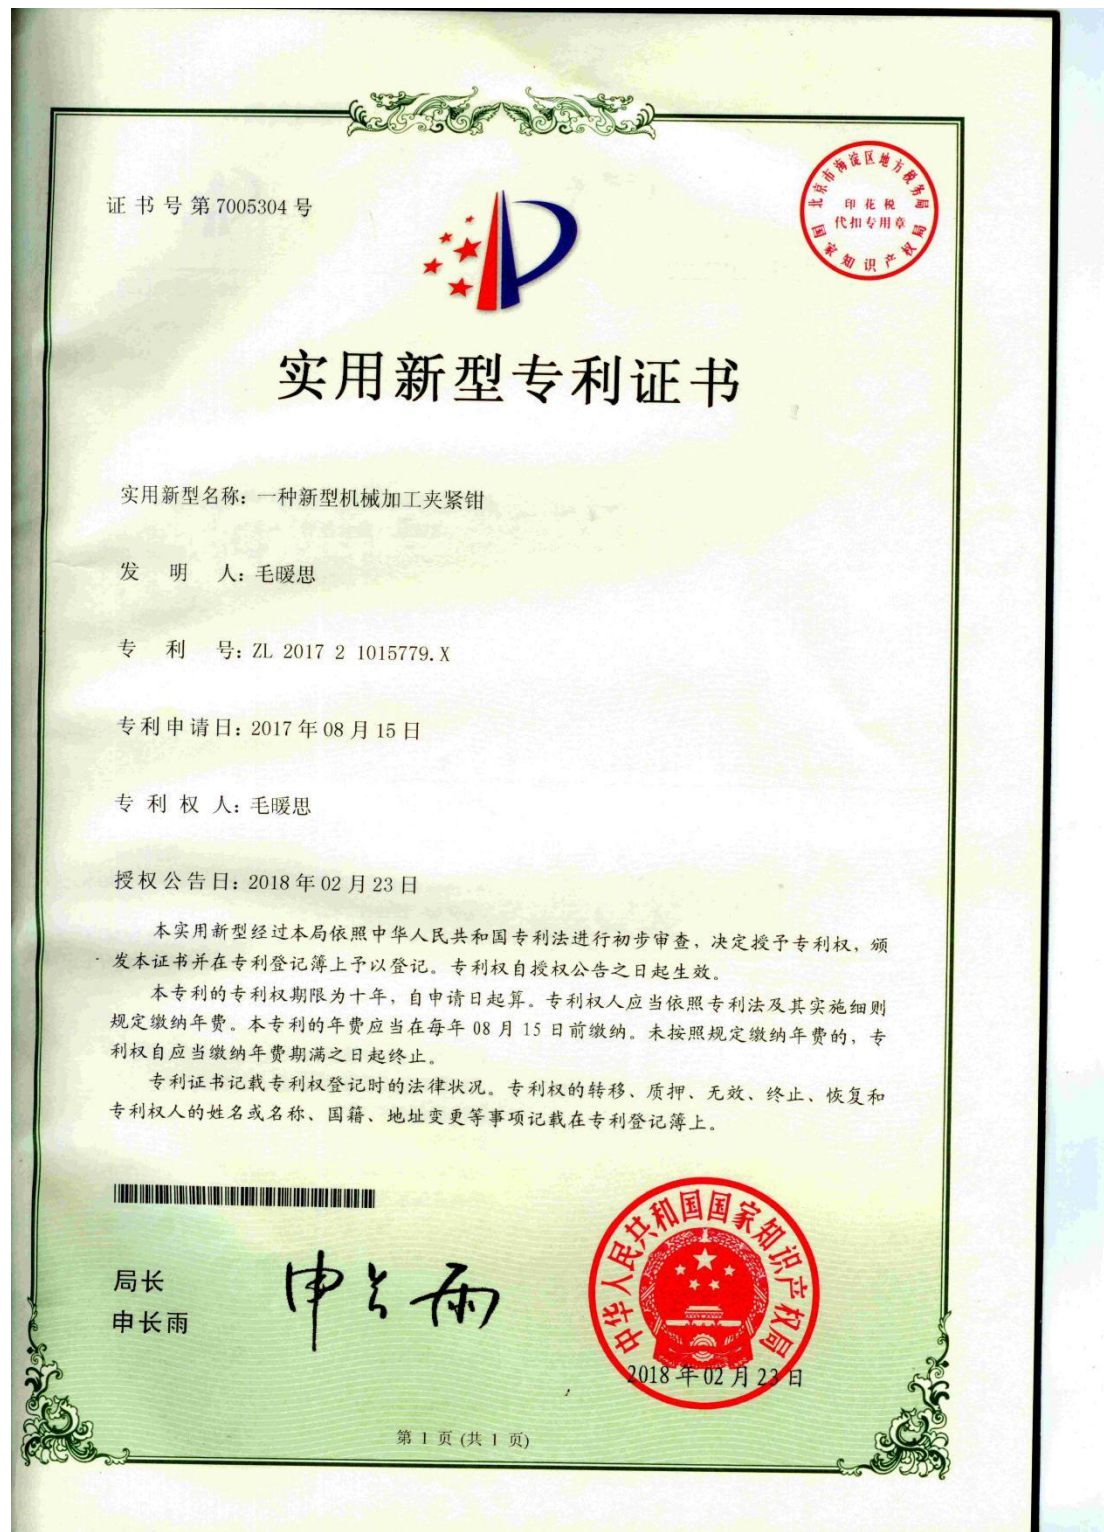 证书号第7005304号
北京市海淀区地方税务局
印花税
代扣专用章
国家知识产权局
实用新型专利证书
实用新型名称：一种新型机械加工夹紧钳
发明人：毛暖思
专利号：ZL 2017 2 1015779.X
专利申请日：2017年08月15日
专利权人：毛暖思
授权公告日：2018年02月23日
本实用新型经过本局依照中华人民共和国专利法进行初步审查，决定授予专利权，颁
发本证书并在专利登记簿上予以登记。专利权自授权公告之日起生效。
本专利的专利权期限为十年，自申请日起算。专利权人应当依照专利法及其实施细则
规定缴纳年费。本专利的年费应当在每年08月15日前缴纳。未按照规定缴纳年费的，专
利权自应当缴纳年费期满之日起终止。
专利证书记载专利权登记时的法律状况。专利权的转移、质押、无效、终止、恢复和
专利权人的姓名或名称、国籍、地址变更等事项记载在专利登记簿上。
局长
申长雨
申长雨
中华人民共和国国家知识产权局
2018年02月23日
第1页(共1页)